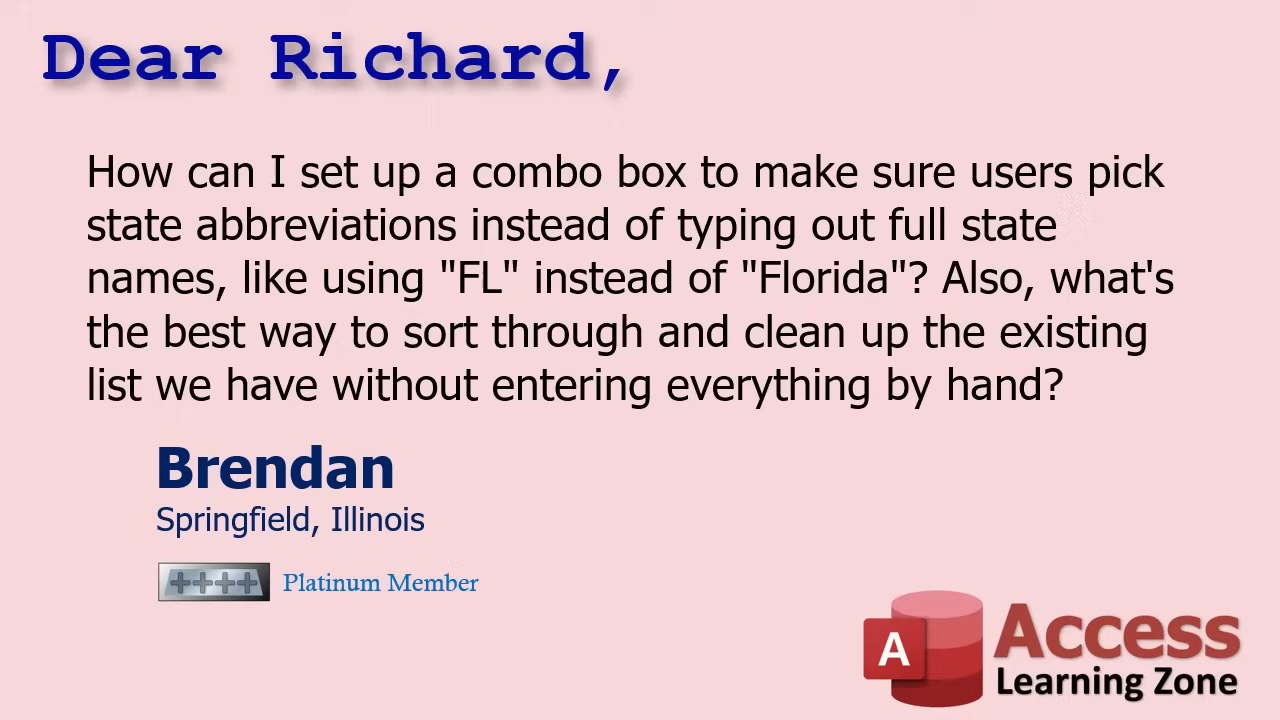 Dear Richard,
How can I set up a combo box to make sure users pick
state abbreviations instead of typing out full state
names, like using "FL" instead of "Florida"? Also, what's
the best way to sort through and clean up the existing
list we have without entering everything by hand?
Brendan
Springfield, Illinois
++++ Platinum Member
A Access
Learning Zone